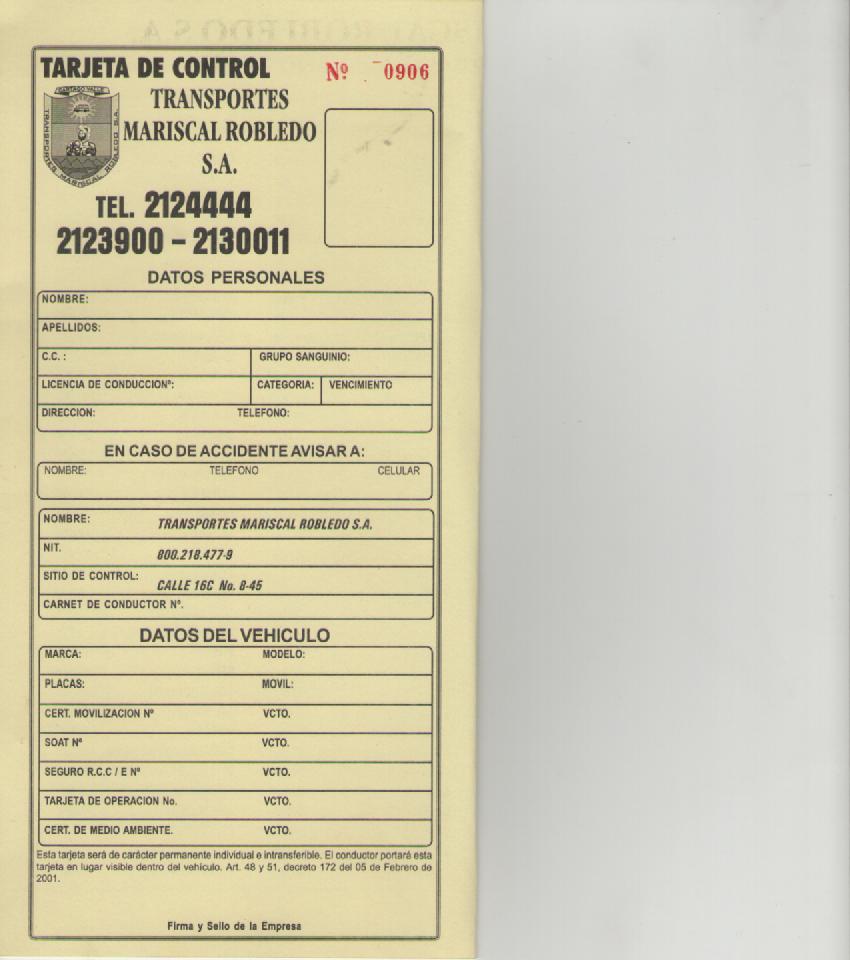 TARJETA DE CONTROL
Nº 0906
TRANSPORTES
MARISCAL ROBLEDO
S.A.
TRANSPORTES MARISCAL ROBLEDO S.A.
TEL. 2124444
2123900 – 2130011
DATOS PERSONALES
NOMBRE:
APELLIDOS:
C.C. : GRUPO SANGUINIO:
LICENCIA DE CONDUCCIONº: CATEGORIA: VENCIMIENTO
DIRECCION: TELEFONO:
EN CASO DE ACCIDENTE AVISAR A:
NOMBRE: TELEFONO CELULAR
NOMBRE: TRANSPORTES MARISCAL ROBLEDO S.A.
NIT. 800.218.477-9
SITIO DE CONTROL: CALLE 16C No. 8-45
CARNET DE CONDUCTOR Nº.
DATOS DEL VEHICULO
MARCA: MODELO:
PLACAS: MOVIL:
CERT. MOVILIZACION Nº VCTO.
SOAT Nº VCTO.
SEGURO R.C.C / E Nº VCTO.
TARJETA DE OPERACION No. VCTO.
CERT. DE MEDIO AMBIENTE. VCTO.
Esta tarjeta será de carácter permanente individual e intransferible. El conductor portará esta
tarjeta en lugar visible dentro del vehículo. Art. 48 y 51, decreto 172 del 05 de Febrero de
2001.
Firma y Sello de la Empresa